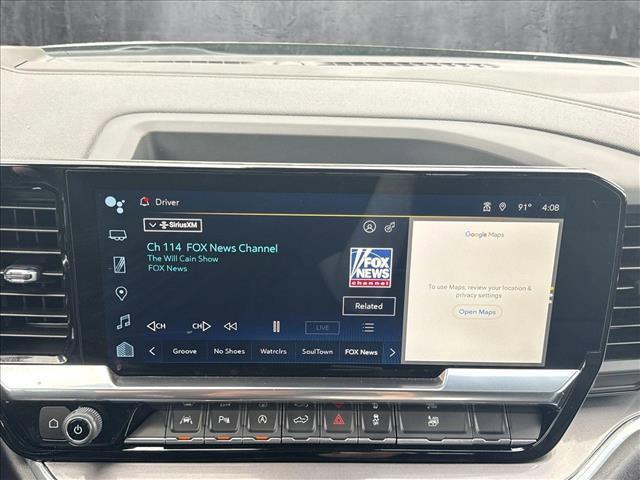 Driver
91° 4:08
SiriusXM
Ch 114 FOX News Channel
The Will Cain Show
FOX News
FOX
NEWS
channel
Related
CH CH LIVE
Groove No Shoes Watrclrs SoulTown FOX News
Google Maps
To use Maps, review your location &
privacy settings
Open Maps